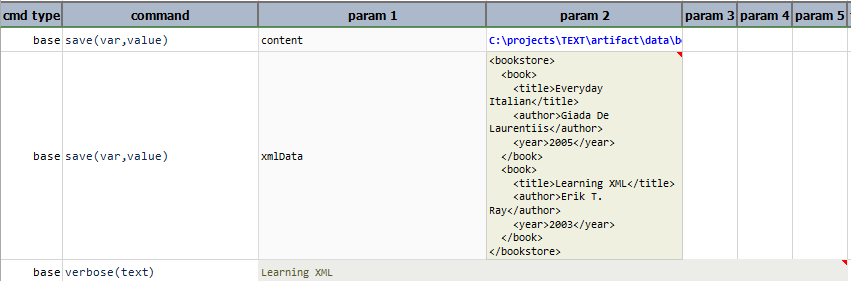 cmd type command param 1 param 2 param 3 param 4 param 5
base save(var,value) content C:\projects\TEXT\artifact\data\b
<bookstore>
<book>
<title>Everyday
Italian</title>
<author>Giada De
Laurentiis</author>
<year>2005</year>
</book>
base save(var,value) xmlData
<book>
<title>Learning XML</title>
<author>Erik T.
Ray</author>
<year>2003</year>
</book>
</bookstore>
base verbose(text) Learning XML